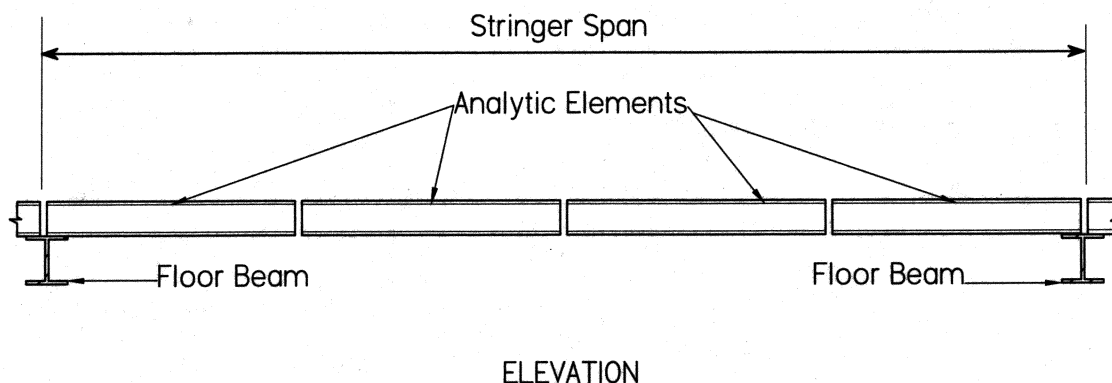 Stringer Span
Analytic Elements
Floor Beam
Floor Beam
ELEVATION